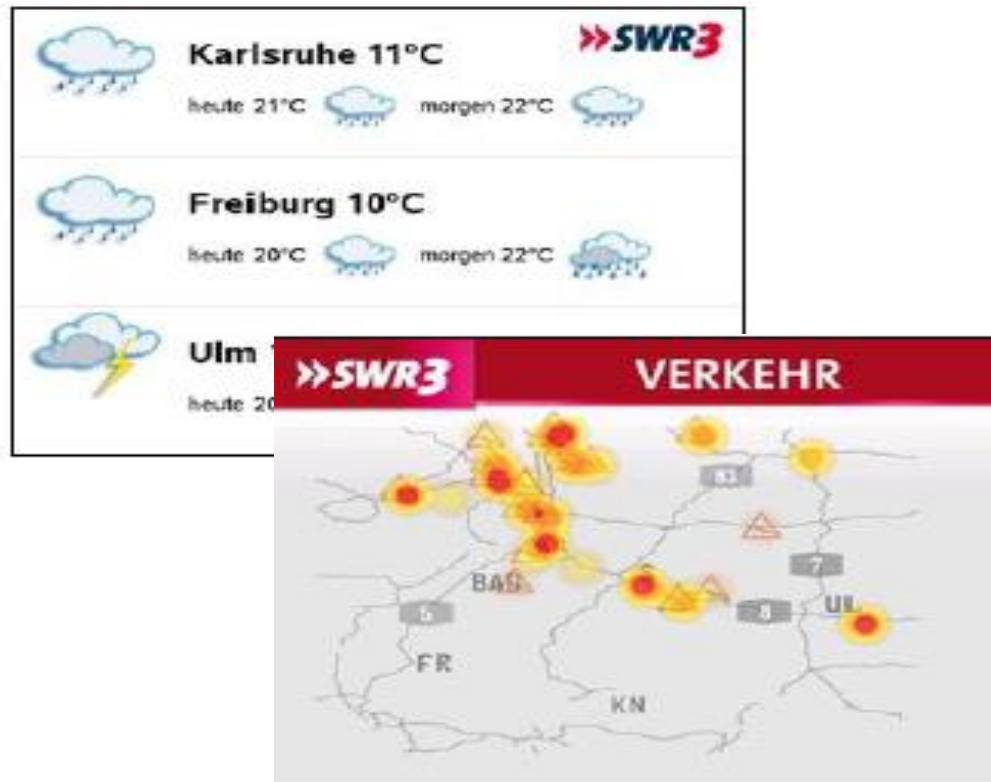 Karlsruhe 11°C
SWR3
heute 21°C morgen 22°C
Freiburg 10°C
heute 20°C morgen 22°C
Ulm
heute
SWR3 VERKEHR
7
BAD
8
UL
5
FR
KN